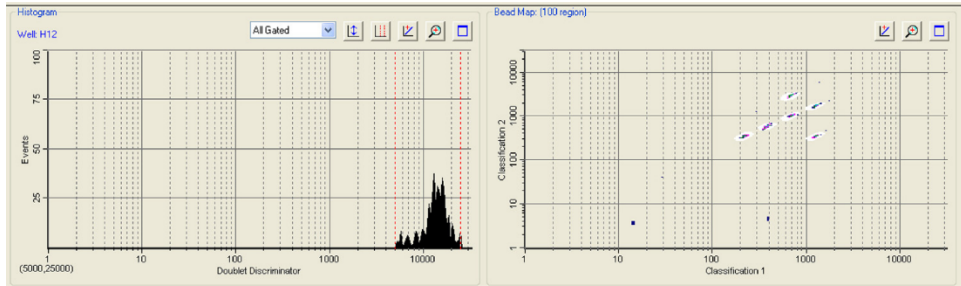 Histogram
Well: H12
All Gated
100
75
50
25
Events
1
10
100
1000
10000
(5000,25000)
Doublet Discriminator
Bead Map: (100 region)
10000
1000
100
10
1
Classification 2
1
10
100
1000
10000
Classification 1